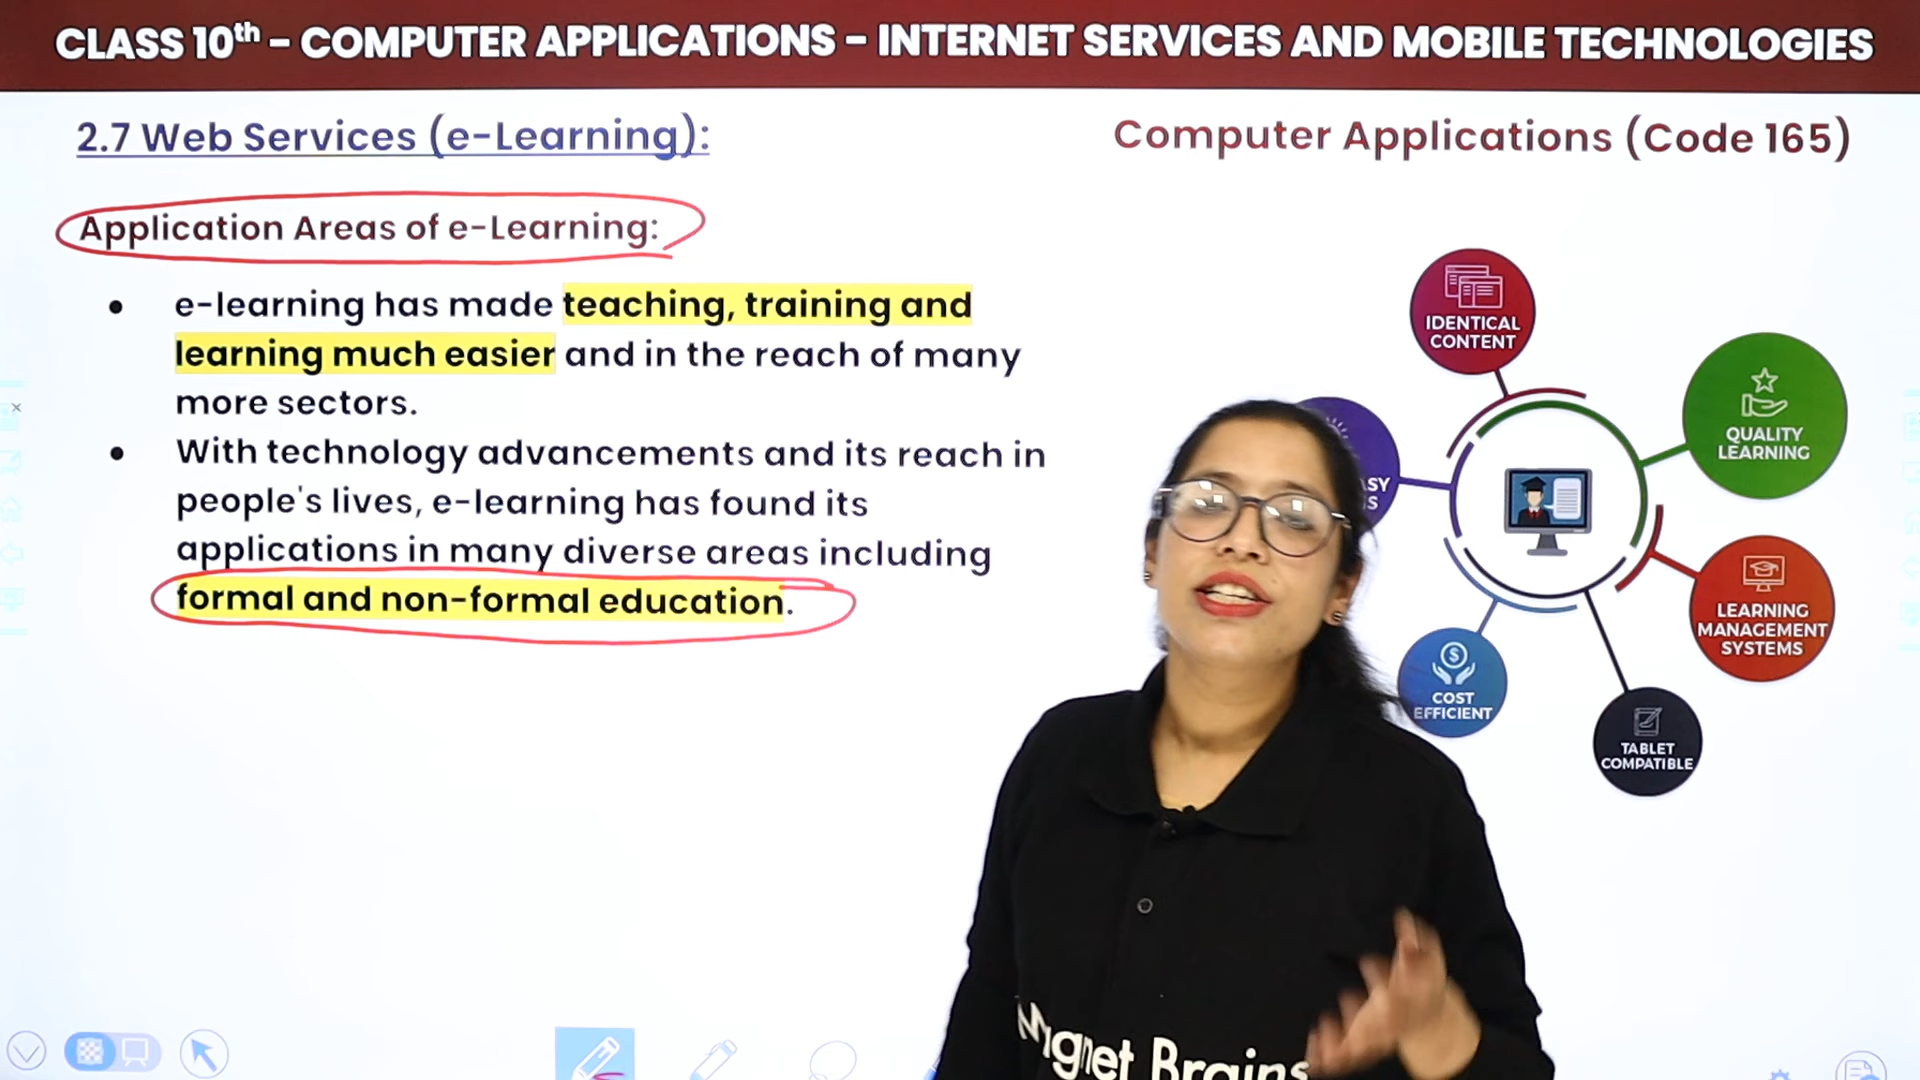 CLASS 10th - COMPUTER APPLICATIONS - INTERNET SERVICES AND MOBILE TECHNOLOGIES
2.7 Web Services (e-Learning):
Computer Applications (Code 165)
Application Areas of e-Learning:
• e-learning has made teaching, training and
learning much easier and in the reach of many
more sectors.
• With technology advancements and its reach in
people's lives, e-learning has found its
applications in many diverse areas including
formal and non-formal education.
IDENTICAL
CONTENT
QUALITY
LEARNING
LEARNING
MANAGEMENT
SYSTEMS
TABLET
COMPATIBLE
COST
EFFICIENT
Magnet Brains